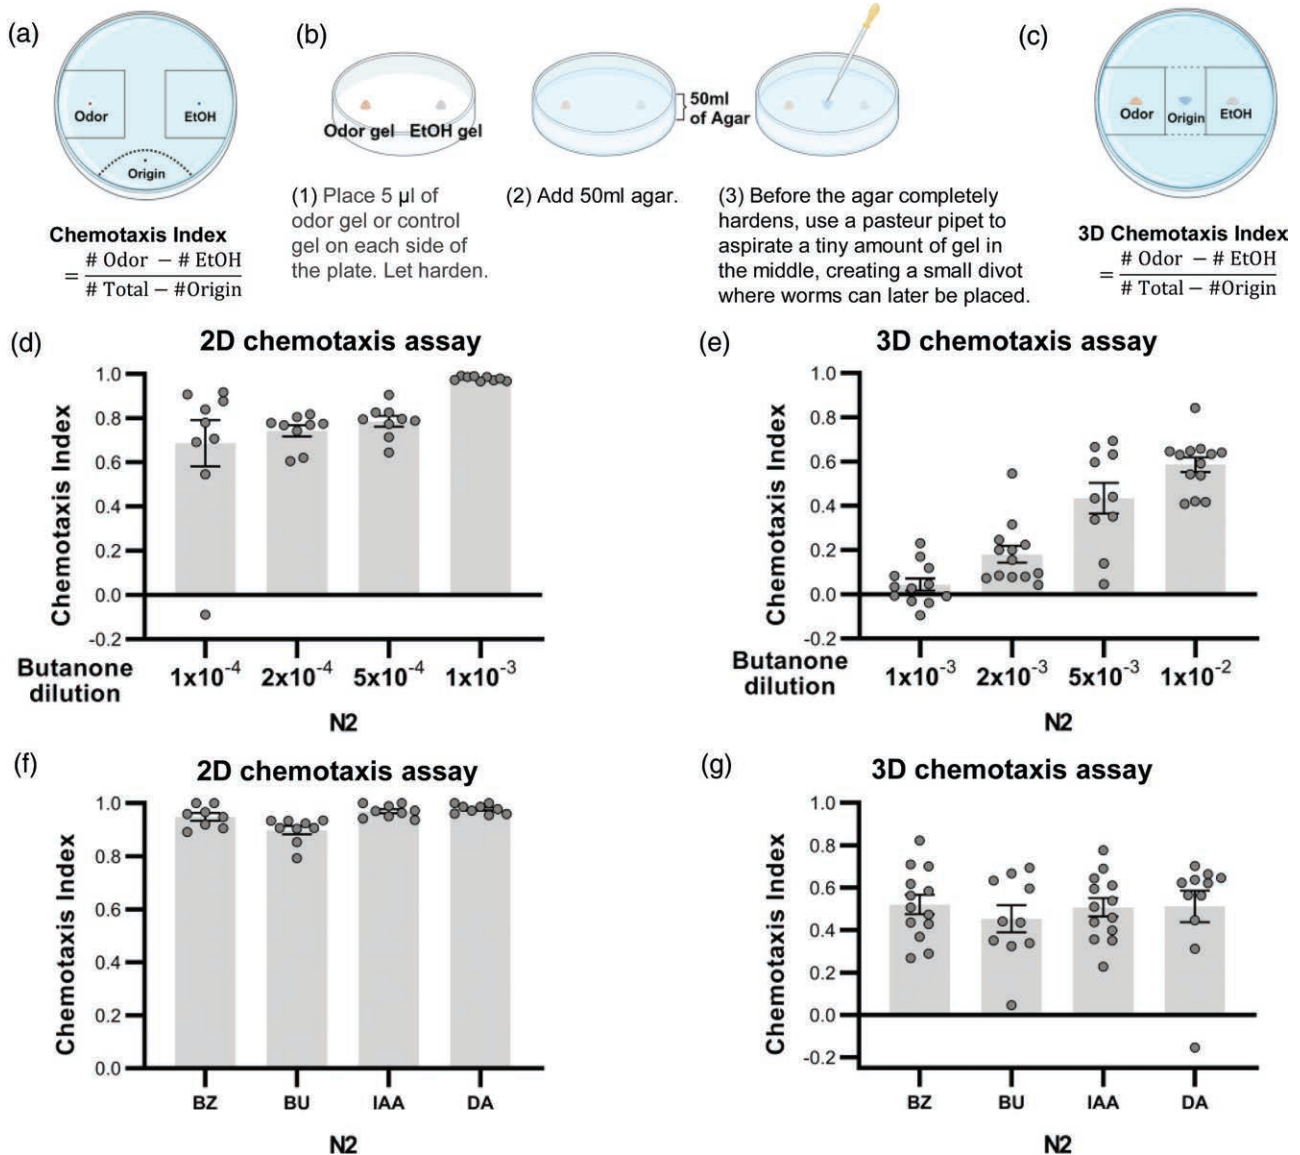 (a)
Odor
EtOH
Origin
Chemotaxis Index
= # Odor − # EtOH
# Total − #Origin
(b)
Odor gel EtOH gel
50ml
of Agar
(1) Place 5 µl of
odor gel or control
gel on each side of
the plate. Let harden.
(2) Add 50ml agar.
(3) Before the agar completely
hardens, use a pasteur pipet to
aspirate a tiny amount of gel in
the middle, creating a small divot
where worms can later be placed.
(c)
Odor Origin EtOH
3D Chemotaxis Index
= # Odor − # EtOH
# Total − #Origin
(d)
2D chemotaxis assay
Chemotaxis Index
1.0
0.8
0.6
0.4
0.2
0.0
-0.2
Butanone
dilution
1x10-4 2x10-4 5x10-4 1x10-3
N2
(e)
3D chemotaxis assay
Chemotaxis Index
1.0
0.8
0.6
0.4
0.2
0.0
-0.2
Butanone
dilution
1x10-3 2x10-3 5x10-3 1x10-2
N2
(f)
2D chemotaxis assay
Chemotaxis Index
1.0
0.8
0.6
0.4
0.2
0.0
BZ BU IAA DA
N2
(g)
3D chemotaxis assay
Chemotaxis Index
1.0
0.8
0.6
0.4
0.2
0.0
-0.2
BZ BU IAA DA
N2